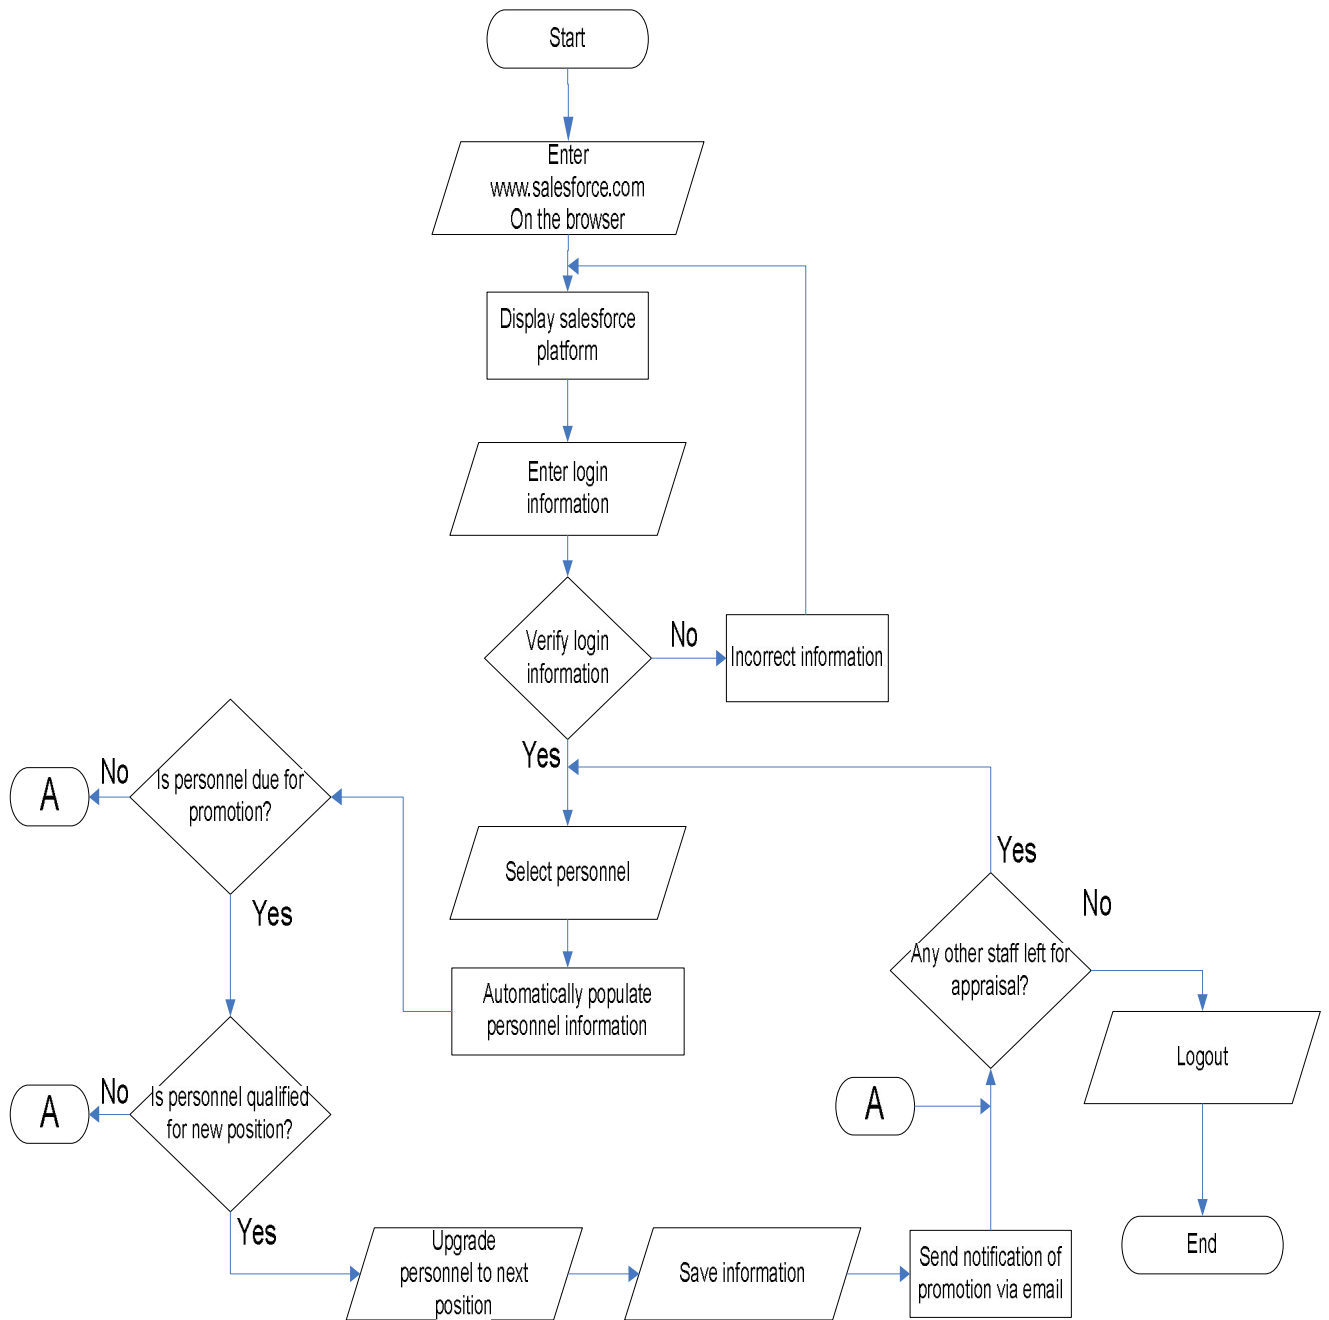 Start
Enter
www.salesforce.com
On the browser
Display salesforce
platform
Enter login
information
Verify login
information
No
Incorrect information
Yes
Select personnel
Automatically populate
personnel information
Is personnel due for
promotion?
No
A
Yes
Is personnel qualified
for new position?
No
A
Yes
Upgrade
personnel to next
position
Save information
Send notification of
promotion via email
A
Any other staff left for
appraisal?
Yes
No
Logout
End